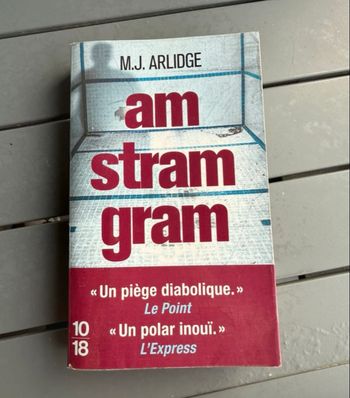 M.J. ARLIDGE
am
stram
gram
« Un piège diabolique. »
Le Point
« Un polar inouï. »
L'Express
10
18